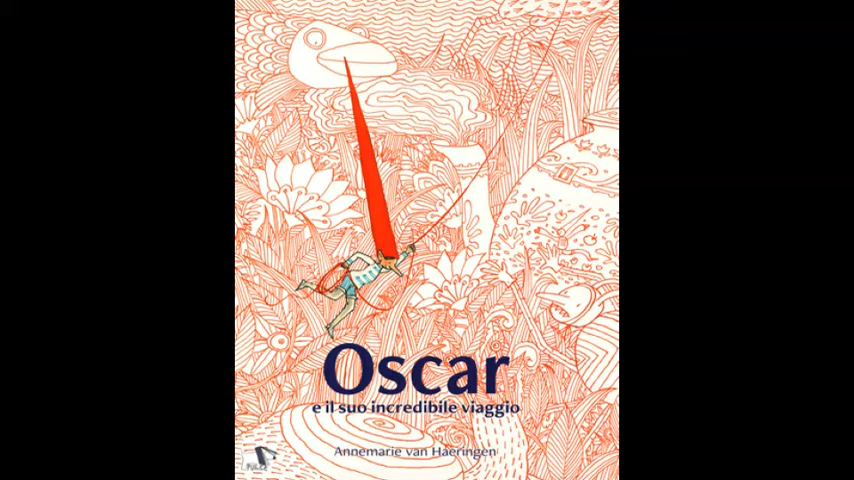 Oscar
e il suo incredibile viaggio
Annemarie van Haeringen